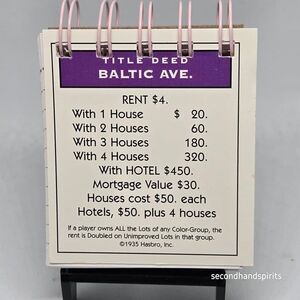 TITLE DEED
BALTIC AVE.
RENT $4.
With 1 House $ 20.
With 2 Houses 60.
With 3 Houses 180.
With 4 Houses 320.
With HOTEL $450.
Mortgage Value $30.
Houses cost $50. each
Hotels, $50. plus 4 houses
If a player owns ALL the Lots of any Color-Group, the
rent is Doubled on Unimproved Lots in that group.
©1935 Hasbro, Inc.
secondhandspirits